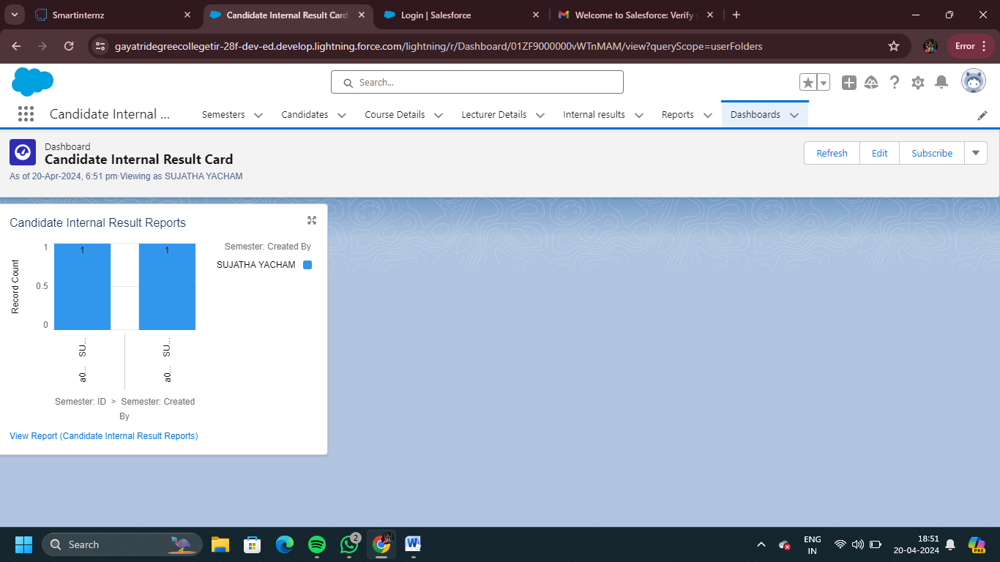 Smartinternz
Candidate Internal Result Card
Login | Salesforce
Welcome to Salesforce: Verify
gayatridegreecollegetir-28f-dev-ed.develop.lightning.force.com/lightning/r/Dashboard/01ZF9000000vWTnMAM/view?queryScope=userFolders
Error
Search...
Candidate Internal ...
Semesters
Candidates
Course Details
Lecturer Details
Internal results
Reports
Dashboards
Dashboard
Candidate Internal Result Card
As of 20-Apr-2024, 6:51 pm·Viewing as SUJATHA YACHAM
Refresh
Edit
Subscribe
Candidate Internal Result Reports
Semester: Created By
SUJATHA YACHAM
Record Count
1
0.5
0
1
1
SU...
SU...
a0...
a0...
Semester: ID > Semester: Created
By
View Report (Candidate Internal Result Reports)
Search
2
ENG
IN
18:51
20-04-2024
PRE